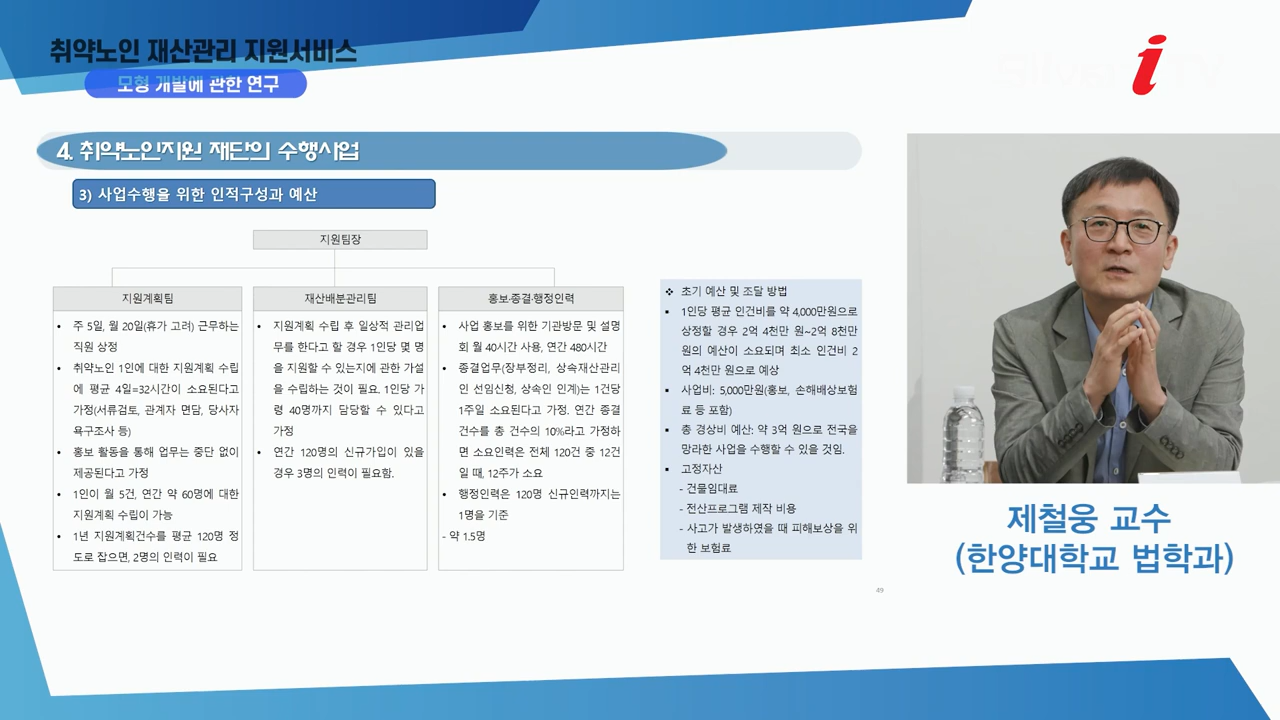 취약노인 재산관리 지원서비스
모형 개발에 관한 연구
i
4. 취약노인지원 재단의 수행사업
3) 사업수행을 위한 인적구성과 예산
지원팀장
지원계획팀
• 주 5일, 월 20일(휴가 고려) 근무하는
직원 상정
• 취약노인 1인에 대한 지원계획 수립
에 평균 4일=32시간이 소요된다고
가정(서류검토, 관계자 면담, 당사자
욕구조사 등)
• 홍보 활동을 통해 업무는 중단 없이
제공된다고 가정
• 1인이 월 5건, 연간 약 60명에 대한
지원계획 수립이 가능
• 1년 지원계획건수를 평균 120명 정
도로 잡으면, 2명의 인력이 필요
재산배분관리팀
• 지원계획 수립 후 일상적 관리업
무를 한다고 할 경우 1인당 몇 명
을 지원할 수 있는지에 관한 가설
을 수립하는 것이 필요. 1인당 가
령 40명까지 담당할 수 있다고
가정
• 연간 120명의 신규가입이 있을
경우 3명의 인력이 필요함.
홍보·종결·행정인력
• 사업 홍보를 위한 기관방문 및 설명
회 월 40시간 사용, 연간 480시간
• 종결업무(장부정리, 상속재산관리
인 선임신청, 상속인 인계)는 1건당
1주일 소요된다고 가정. 연간 종결
건수를 총 건수의 10%라고 가정하
면 소요인력은 전체 120건 중 12건
일 때, 12주가 소요
• 행정인력은 120명 신규인력까지는
1명을 기준
- 약 1.5명
❖ 초기 예산 및 조달 방법
▪ 1인당 평균 인건비를 약 4,000만원으로
상정할 경우 2억 4천만 원~2억 8천만
원의 예산이 소요되며 최소 인건비 2
억 4천만 원으로 예상
▪ 사업비: 5,000만원(홍보, 손해배상보험
료 등 포함)
▪ 총 경상비 예산: 약 3억 원으로 전국을
망라한 사업을 수행할 수 있을 것임.
▪ 고정자산
- 건물임대료
- 전산프로그램 제작 비용
- 사고가 발생하였을 때 피해보상을 위
한 보험료
49
제철웅 교수
(한양대학교 법학과)